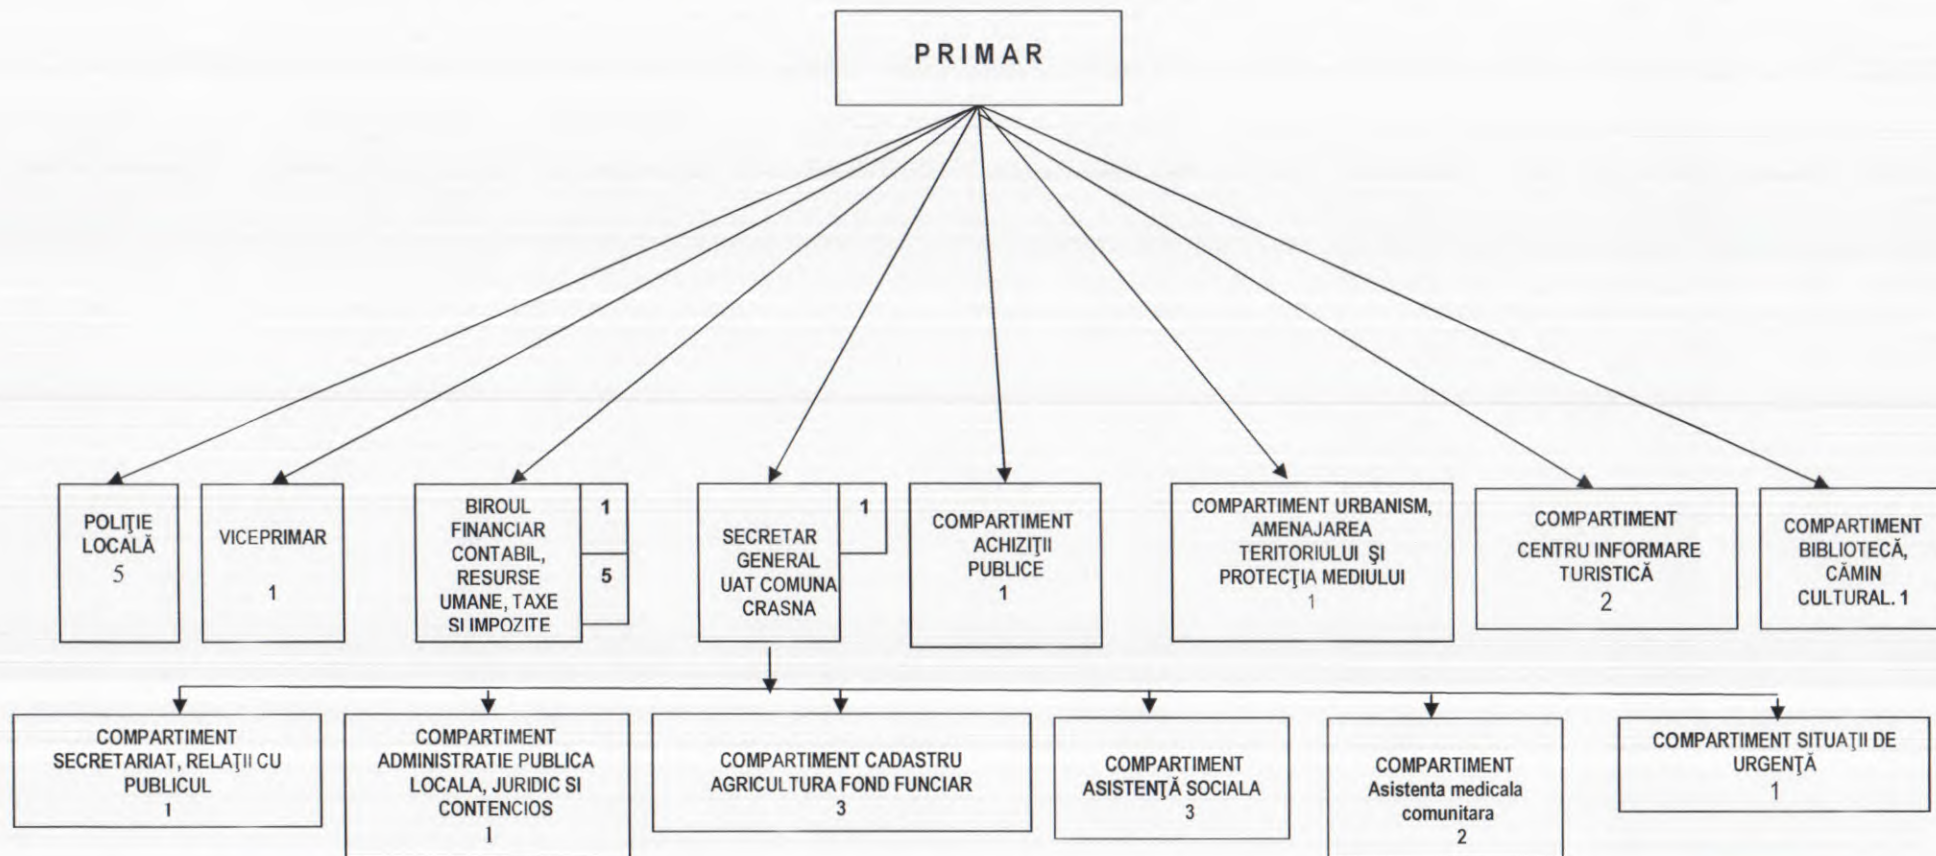 PRIMAR
POLIŢIE
LOCALĂ
5
VICEPRIMAR
1
BIROUL
FINANCIAR
CONTABIL,
RESURSE
UMANE, TAXE
SI IMPOZITE
1
5
SECRETAR
GENERAL
UAT COMUNA
CRASNA
1
COMPARTIMENT
ACHIZIŢII
PUBLICE
1
COMPARTIMENT URBANISM,
AMENAJAREA
TERITORIULUI ŞI
PROTECŢIA MEDIULUI
1
COMPARTIMENT
CENTRU INFORMARE
TURISTICĂ
2
COMPARTIMENT
BIBLIOTECĂ,
CĂMIN
CULTURAL. 1
COMPARTIMENT
SECRETARIAT, RELAŢII CU
PUBLICUL
1
COMPARTIMENT
ADMINISTRATIE PUBLICA
LOCALA, JURIDIC SI
CONTENCIOS
1
COMPARTIMENT CADASTRU
AGRICULTURA FOND FUNCIAR
3
COMPARTIMENT
ASISTENŢĂ SOCIALA
3
COMPARTIMENT
Asistenta medicala
comunitara
2
COMPARTIMENT SITUAŢII DE
URGENŢĂ
1